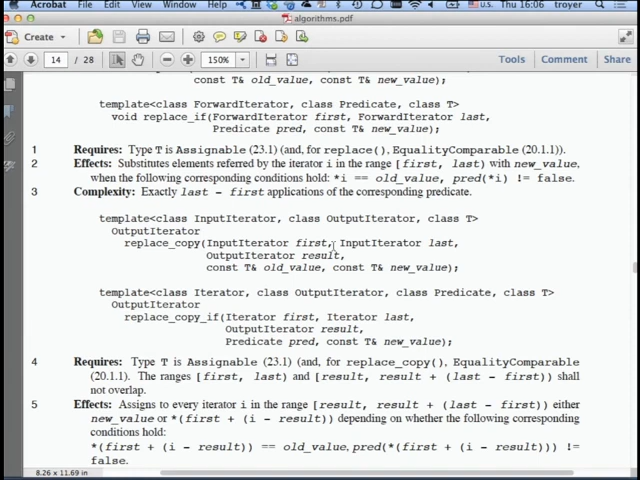 Acrobat File Edit View Window Help U.S. Thu 16:06 troyer
algorithms.pdf
Create
14 / 28 150% Tools Comment Share
const T& old_value, const T& new_value);
template<class ForwardIterator, class Predicate, class T>
void replace_if(ForwardIterator first, ForwardIterator last,
Predicate pred, const T& new_value);
1 Requires: Type T is Assignable (23.1) (and, for replace(), EqualityComparable (20.1.1)).
2 Effects: Substitutes elements referred by the iterator i in the range [first, last) with new_value,
when the following corresponding conditions hold: *i == old_value, pred(*i) != false.
3 Complexity: Exactly last - first applications of the corresponding predicate.
template<class InputIterator, class OutputIterator, class T>
OutputIterator
replace_copy(InputIterator first, InputIterator last,
OutputIterator result,
const T& old_value, const T& new_value);
template<class Iterator, class OutputIterator, class Predicate, class T>
OutputIterator
replace_copy_if(Iterator first, Iterator last,
OutputIterator result,
Predicate pred, const T& new_value);
4 Requires: Type T is Assignable (23.1) (and, for replace_copy(), EqualityComparable
(20.1.1). The ranges [first, last) and [result, result + (last - first)) shall
not overlap.
5 Effects: Assigns to every iterator i in the range [result, result + (last - first)) either
new_value or *(first + (i - result)) depending on whether the following corresponding
conditions hold:
*(first + (i - result)) == old_value, pred(*(first + (i - result))) !=
false.
8.26 x 11.69 in